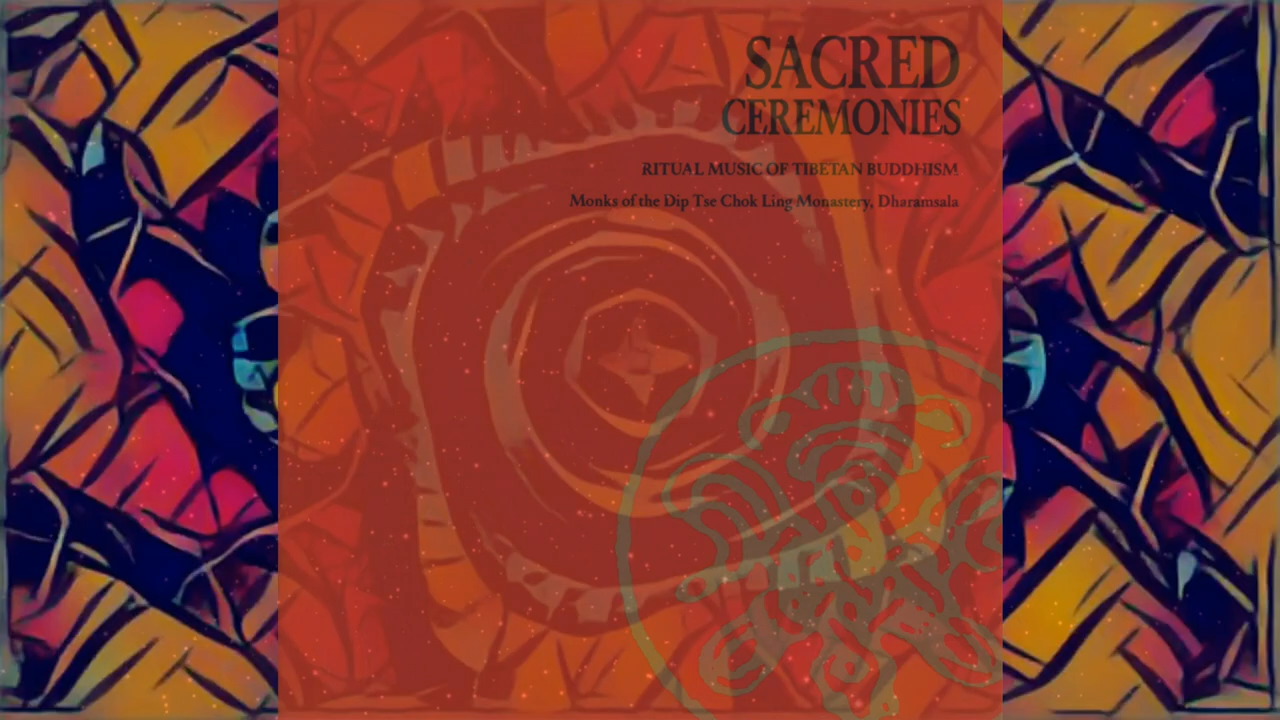 SACRED
CEREMONIES
RITUAL MUSIC OF TIBETAN BUDDHISM
Monks of the Dip Tse Chok Ling Monastery, Dharamsala